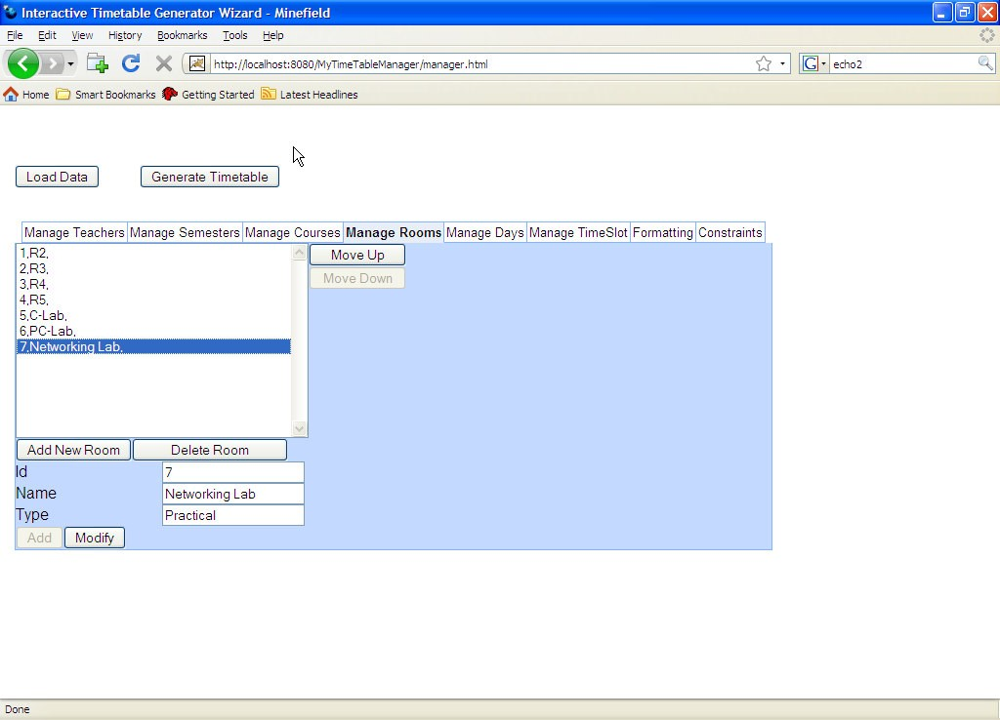 Interactive Timetable Generator Wizard - Minefield
File Edit View History Bookmarks Tools Help
http://localhost:8080/MyTimeTableManager/manager.html G echo2
Home Smart Bookmarks Getting Started Latest Headlines
Load Data Generate Timetable
Manage Teachers Manage Semesters Manage Courses Manage Rooms Manage Days Manage TimeSlot Formatting Constraints
1,R2, Move Up
2,R3, Move Down
3,R4,
4,R5,
5,C-Lab,
6,PC-Lab,
7,Networking Lab,
Add New Room Delete Room
Id 7
Name Networking Lab
Type Practical
Add Modify
Done